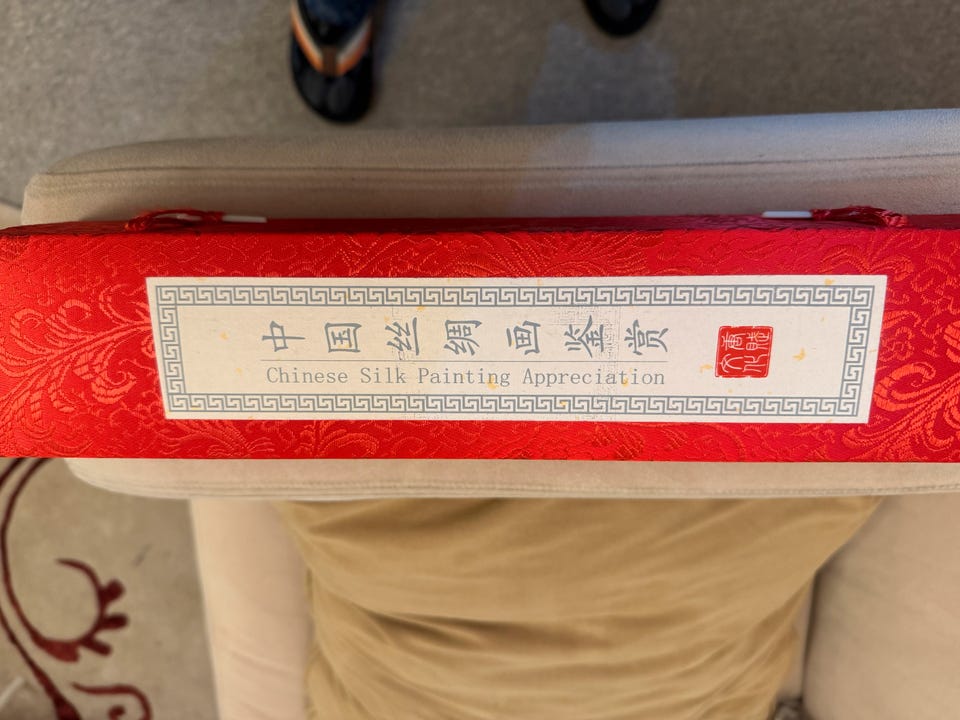 中国丝绸画鉴赏
Chinese Silk Painting Appreciation